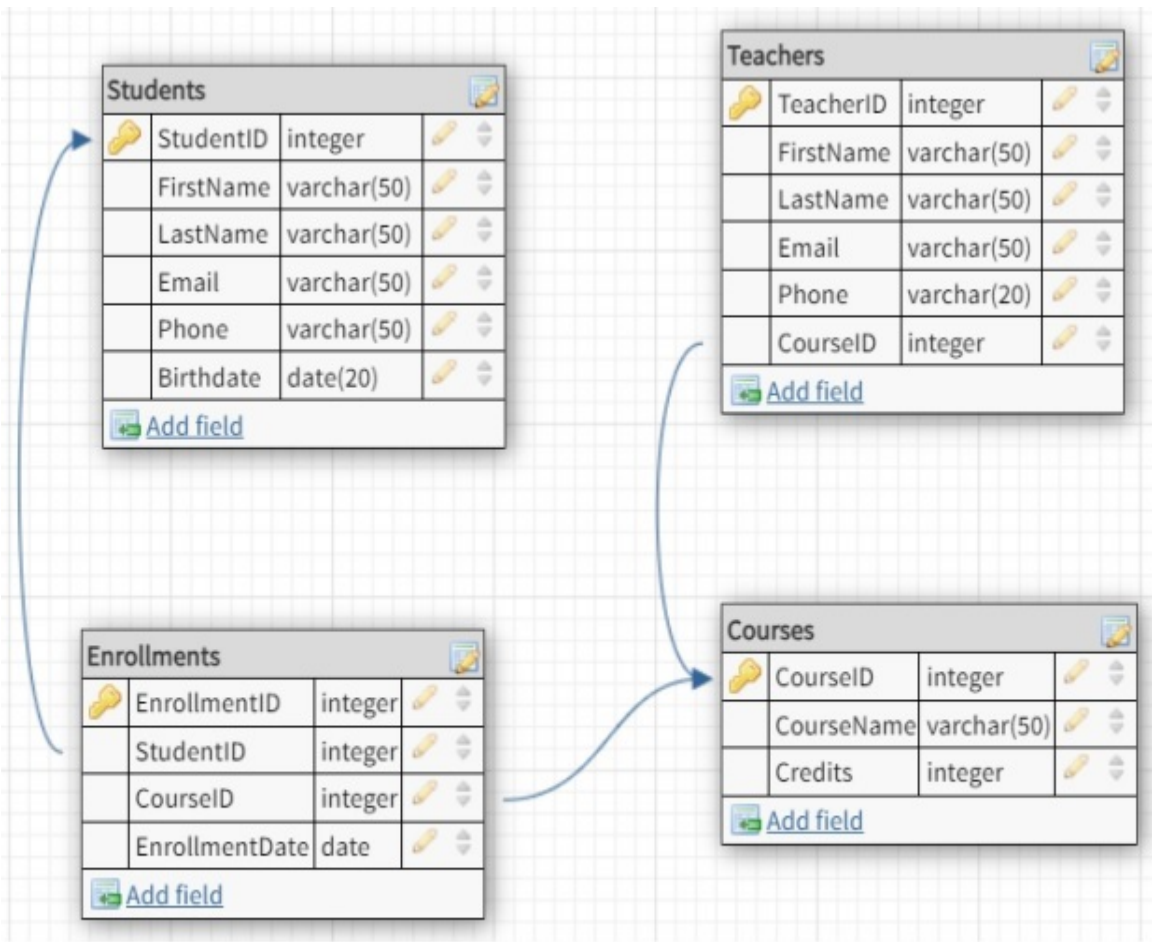 Students
StudentID integer
FirstName varchar(50)
LastName varchar(50)
Email varchar(50)
Phone varchar(50)
Birthdate date(20)
Add field
Teachers
TeacherID integer
FirstName varchar(50)
LastName varchar(50)
Email varchar(50)
Phone varchar(20)
CourseID integer
Add field
Enrollments
EnrollmentID integer
StudentID integer
CourseID integer
EnrollmentDate date
Add field
Courses
CourseID integer
CourseName varchar(50)
Credits integer
Add field